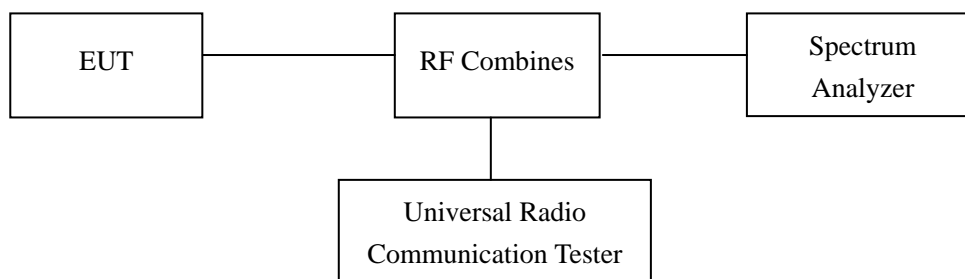 EUT
RF Combines
Spectrum
Analyzer
Universal Radio
Communication Tester